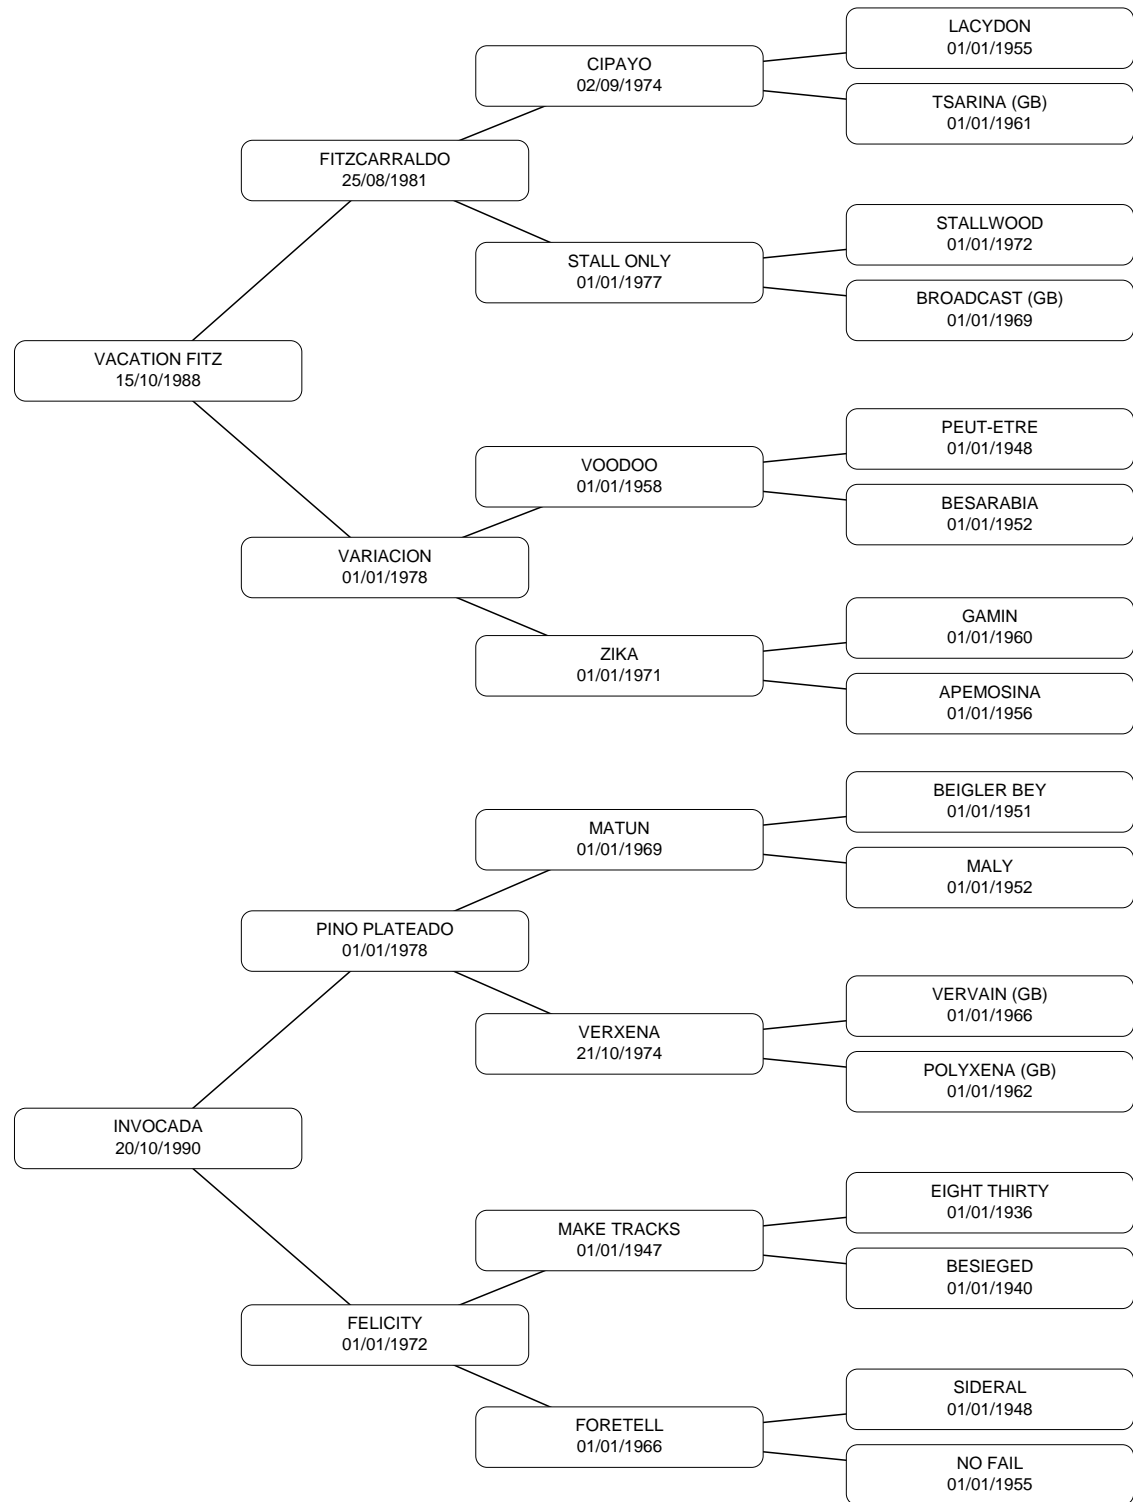 LACYDON
01/01/1955
CIPAYO
02/09/1974
TSARINA (GB)
01/01/1961
FITZCARRALDO
25/08/1981
STALLWOOD
01/01/1972
STALL ONLY
01/01/1977
BROADCAST (GB)
01/01/1969
VACATION FITZ
15/10/1988
PEUT-ETRE
01/01/1948
VOODOO
01/01/1958
BESARABIA
01/01/1952
VARIACION
01/01/1978
GAMIN
01/01/1960
ZIKA
01/01/1971
APEMOSINA
01/01/1956
BEIGLER BEY
01/01/1951
MATUN
01/01/1969
MALY
01/01/1952
PINO PLATEADO
01/01/1978
VERVAIN (GB)
01/01/1966
VERXENA
21/10/1974
POLYXENA (GB)
01/01/1962
INVOCADA
20/10/1990
EIGHT THIRTY
01/01/1936
MAKE TRACKS
01/01/1947
BESIEGED
01/01/1940
FELICITY
01/01/1972
SIDERAL
01/01/1948
FORETELL
01/01/1966
NO FAIL
01/01/1955